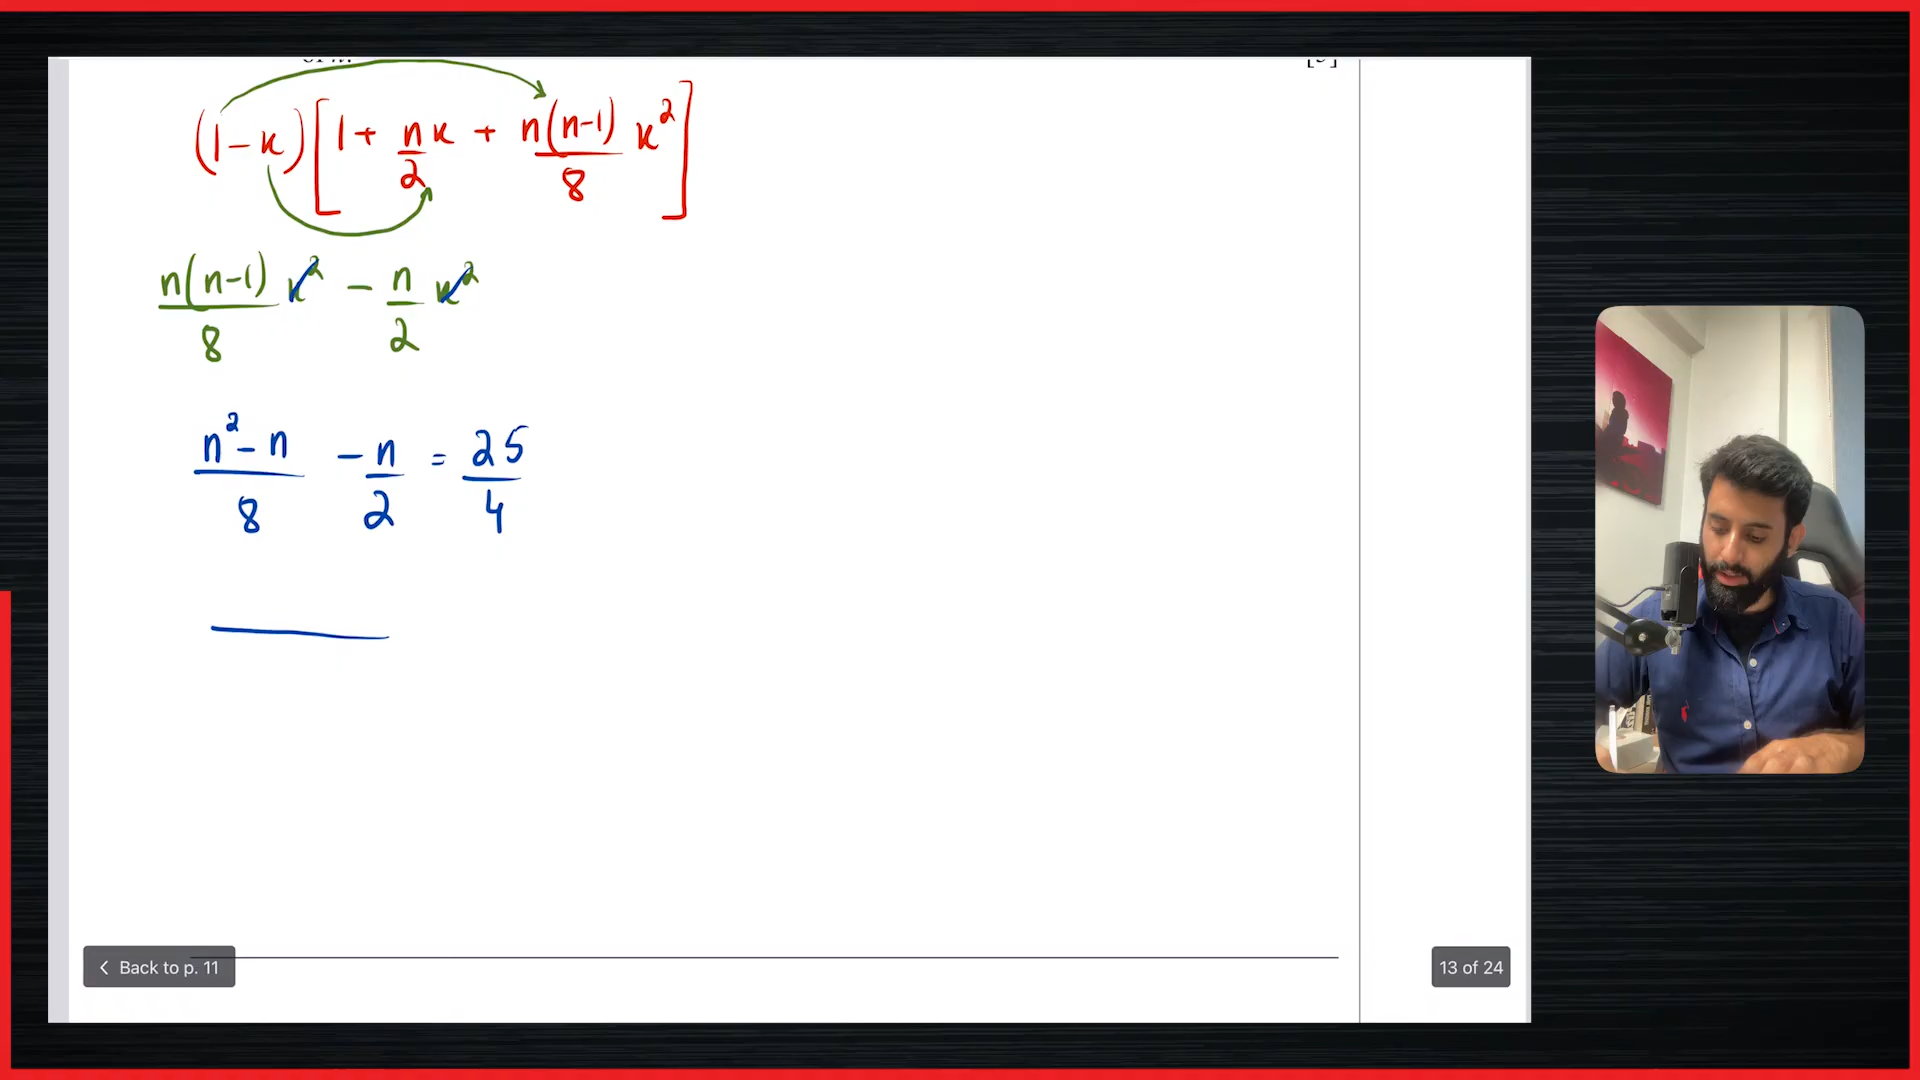 (1-x)[1+ n/2 x + n(n-1)/8 x²]
n(n-1)/8 x² - n/2 x²
n²-n/8 - n/2 = 25/4
Back to p. 11
13 of 24